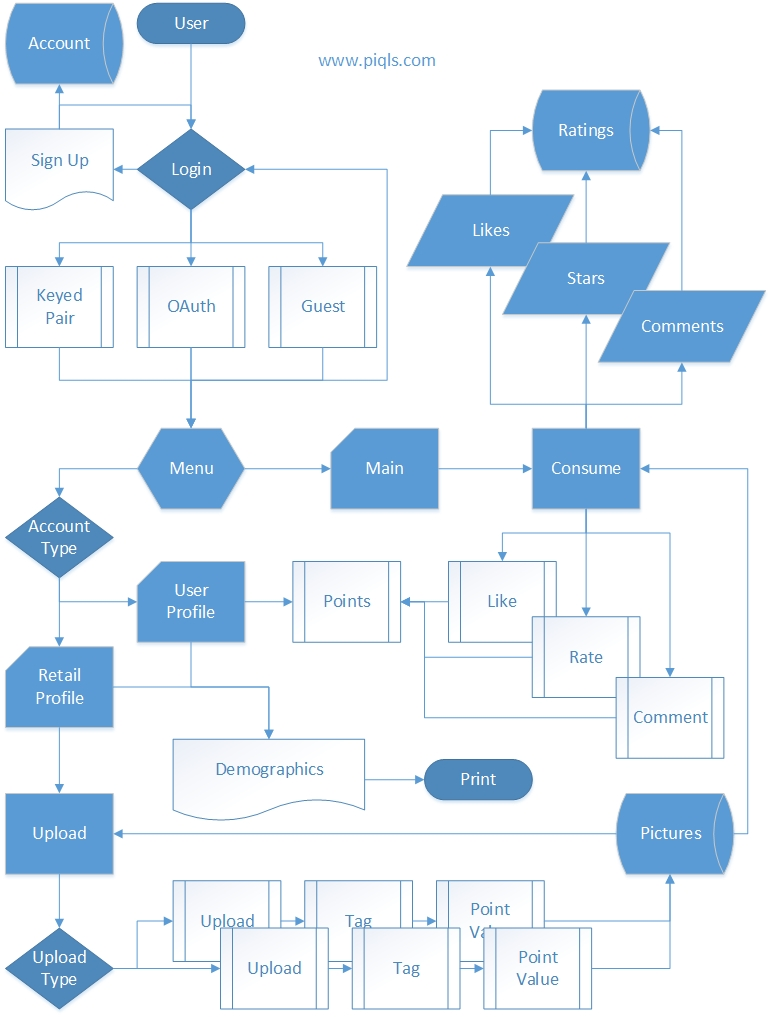 Account
User
www.piqls.com
Ratings
Sign Up
Login
Likes
Stars
Comments
Keyed
Pair
OAuth
Guest
Menu
Main
Consume
Account
Type
User
Profile
Points
Like
Rate
Comment
Retail
Profile
Demographics
Print
Upload
Pictures
Upload
Tag
Point
Upload
Type
Upload
Tag
Point
Value